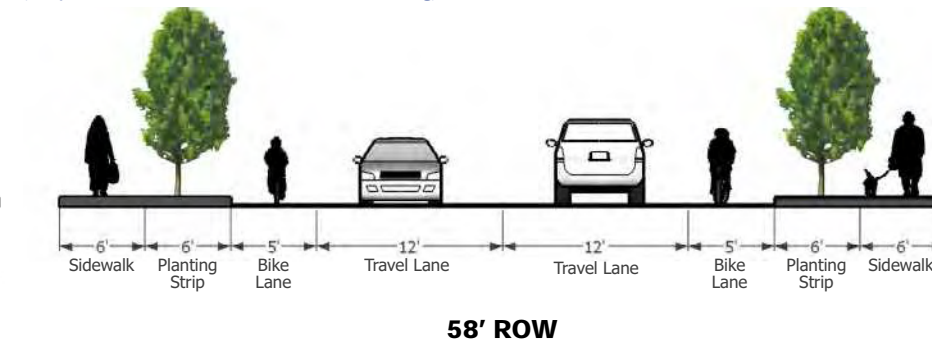 6' 6' 5' 12' 12' 5' 6' 6'
Sidewalk Planting Strip Bike Lane Travel Lane Travel Lane Bike Lane Planting Strip Sidewalk
58' ROW